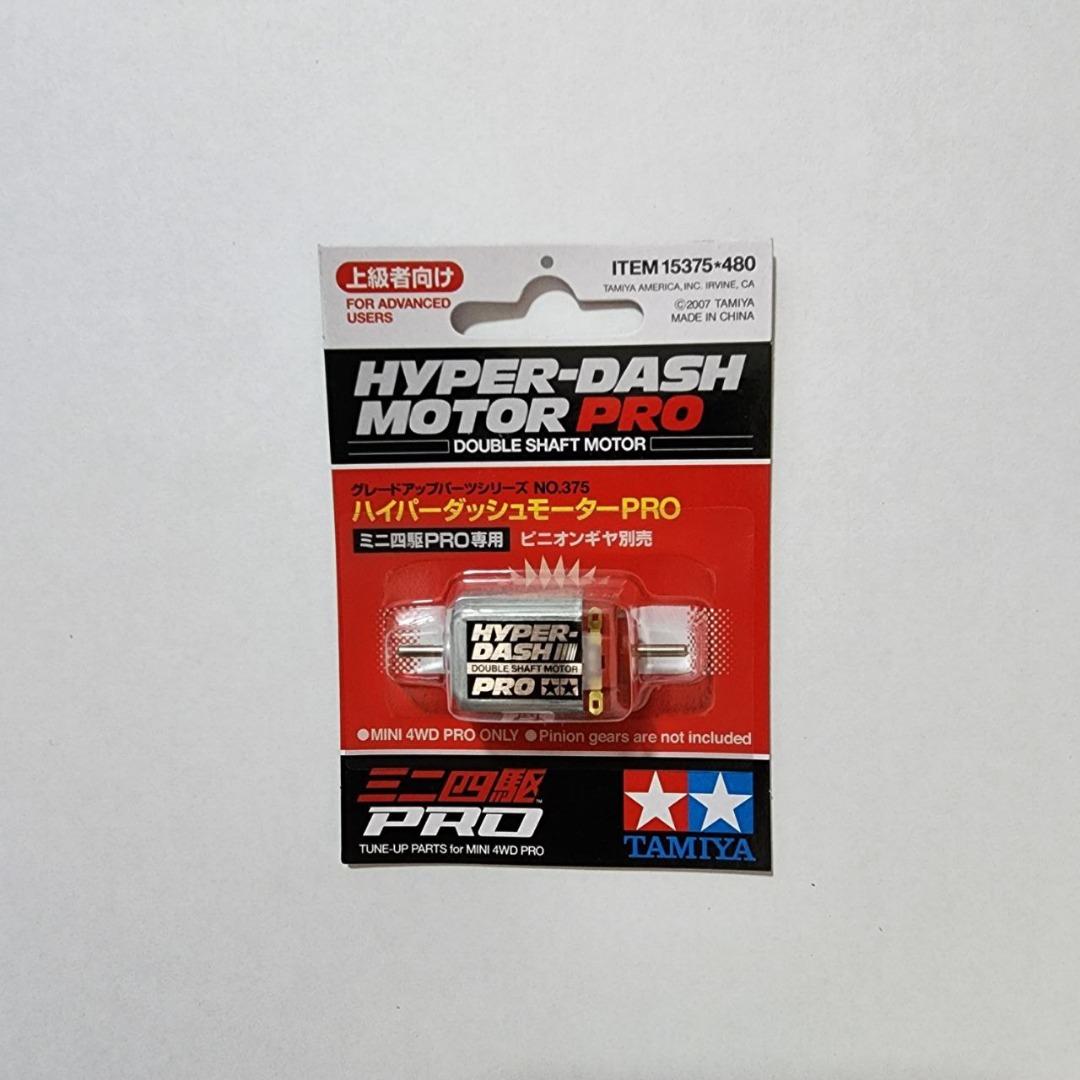 上級者向け
FOR ADVANCED
USERS
ITEM 15375*480
TAMIYA AMERICA, INC. IRVINE, CA
©2007 TAMIYA
MADE IN CHINA
HYPER-DASH
MOTOR PRO
DOUBLE SHAFT MOTOR
グレードアップパーツシリーズ NO.375
ハイパーダッシュモーターPRO
ミニ四駆PRO専用 ピニオンギヤ別売
HYPER-
DASH
DOUBLE SHAFT MOTOR
PRO
●MINI 4WD PRO ONLY ●Pinion gears are not included
ミニ四駆™
PRO
TUNE-UP PARTS for MINI 4WD PRO
TAMIYA